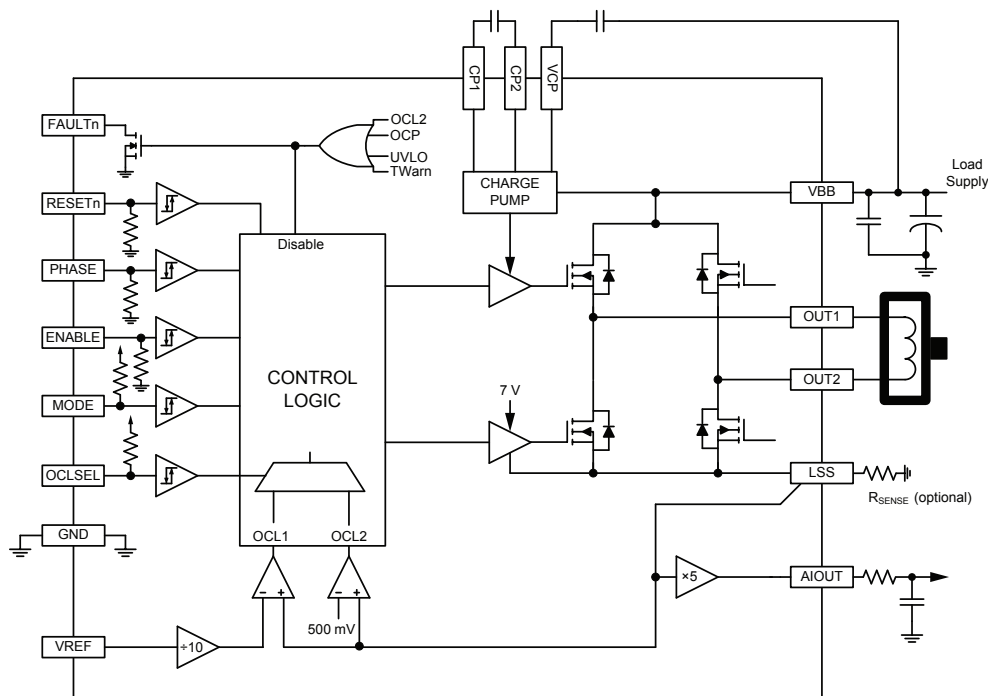 CP1
CP2
VCP
FAULTn
OCL2
OCP
UVLO
TWarn
Load
Supply
CHARGE
PUMP
VBB
RESETn
Disable
PHASE
OUT1
ENABLE
CONTROL
LOGIC
OUT2
MODE
7 V
OCLSEL
LSS
RSENSE (optional)
GND
OCL1
OCL2
×5
AIOUT
– +
– +
500 mV
VREF
÷10